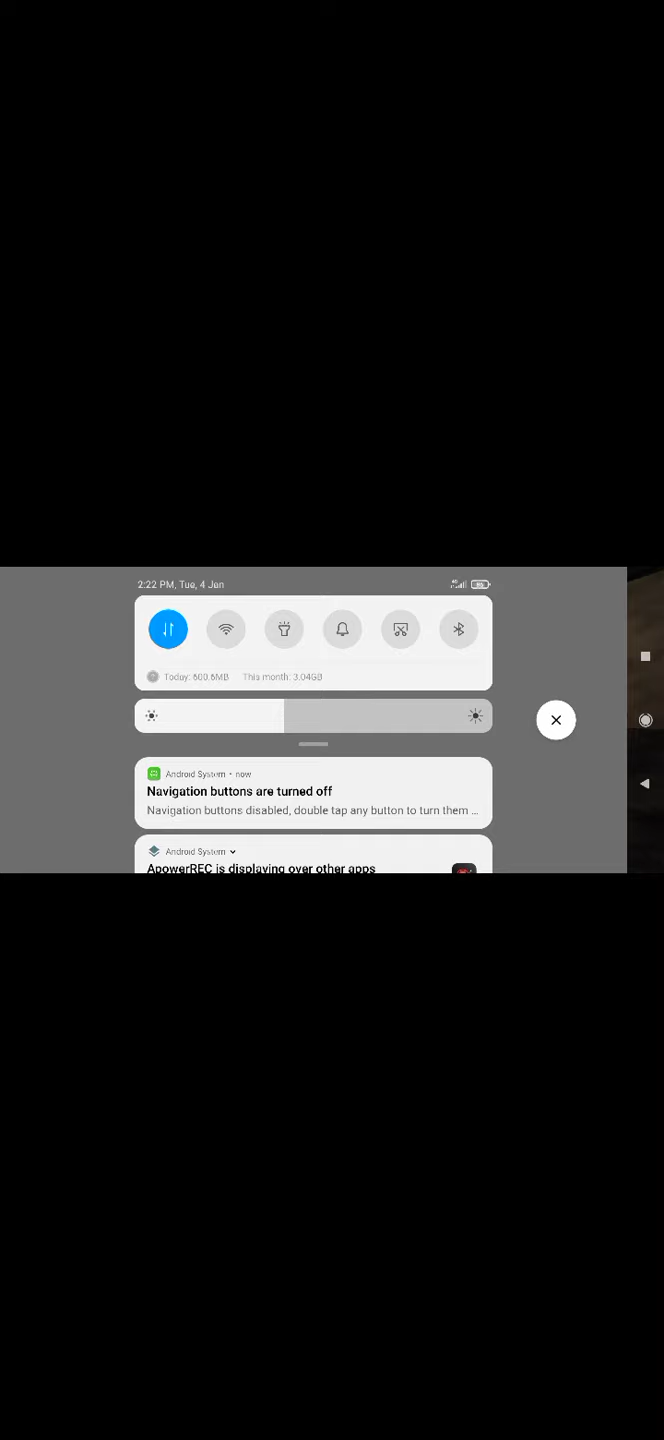 2:22 PM, Tue, 4 Jan
Today: 600.6MB This month: 3.04GB
Android System • now
Navigation buttons are turned off
Navigation buttons disabled, double tap any button to turn them ...
Android System
ApowerREC is displaying over other apps